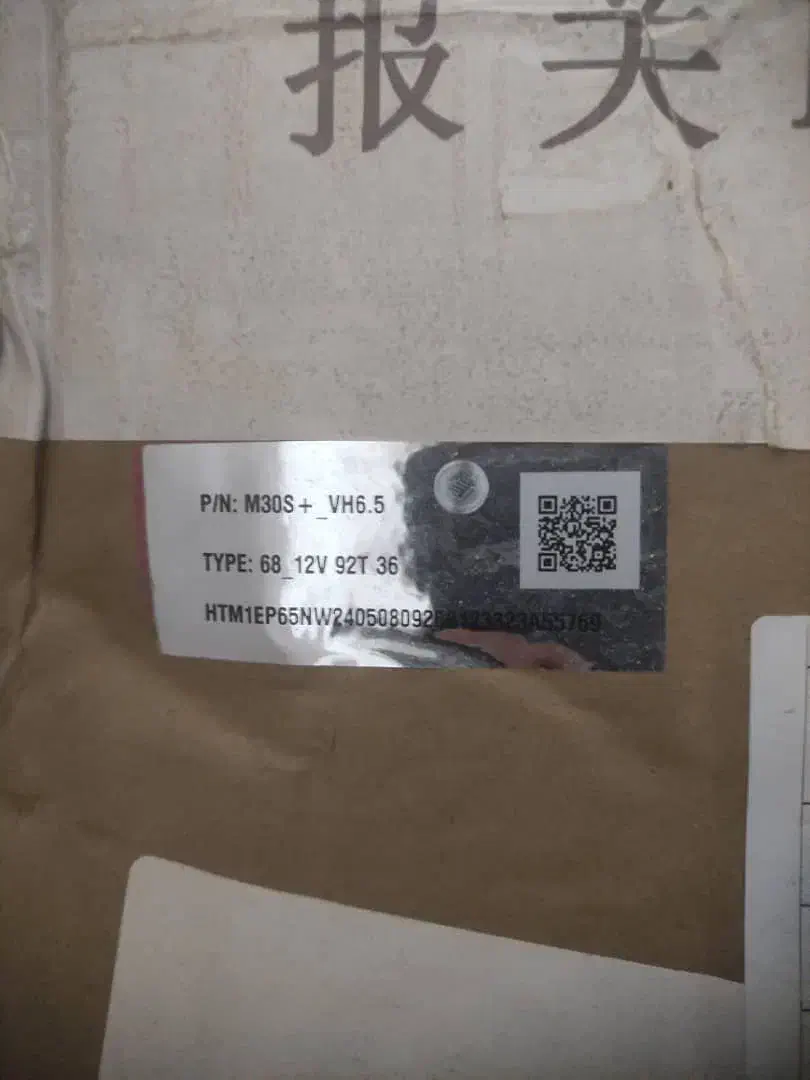 报关
P/N: M30S+_VH6.5
TYPE: 68_12V 92T 36